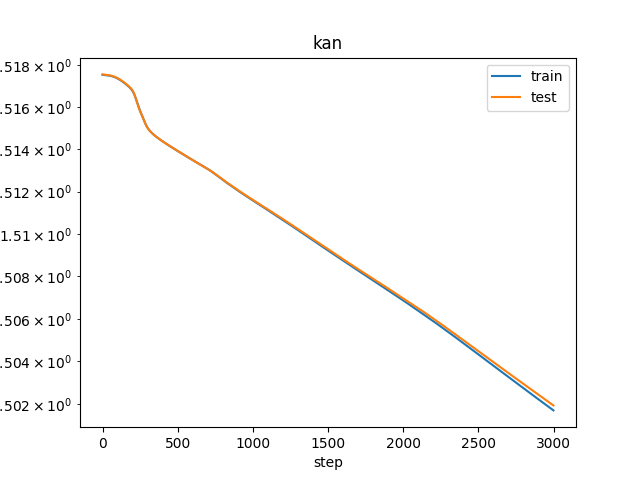 kan
.518 × 10⁰
.516 × 10⁰
.514 × 10⁰
.512 × 10⁰
1.51 × 10⁰
.508 × 10⁰
.506 × 10⁰
.504 × 10⁰
.502 × 10⁰
train
test
0 500 1000 1500 2000 2500 3000
step